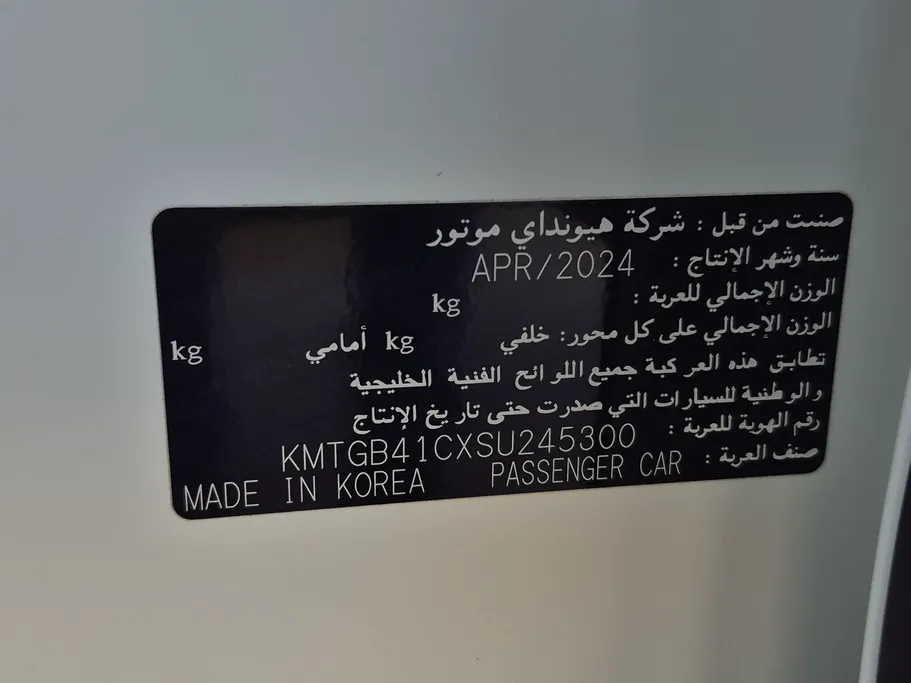 صنعت من قبل : شركة هيونداي موتور
سنة وشهر الإنتاج : APR/2024
الوزن الإجمالي للعربة : kg
الوزن الإجمالي على كل محور: خلفي kg أمامي kg
تطابق هذه العركبة جميع اللوائح الفنية الخليجية
والوطنية للسيارات التي صدرت حتى تاريخ الإنتاج
رقم الهوية للعربة : KMTGB41CXSU245300
صنف العربة : PASSENGER CAR
MADE IN KOREA